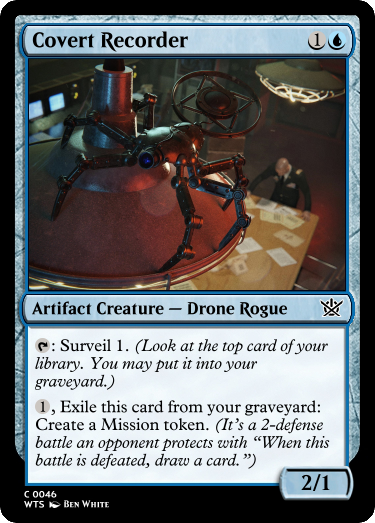 Covert Recorder 1
Artifact Creature — Drone Rogue
: Surveil 1. (Look at the top card of your
library. You may put it into your
graveyard.)
1, Exile this card from your graveyard:
Create a Mission token. (It's a 2-defense
battle an opponent protects with “When this
battle is defeated, draw a card.”)
2/1
C 0046
WTS Ben White